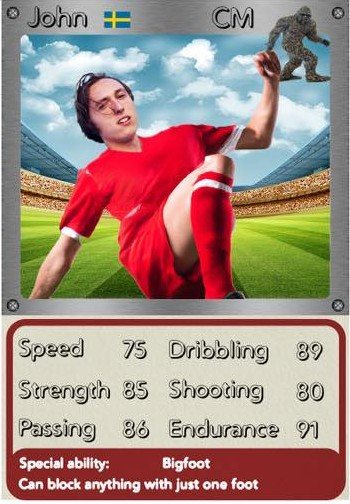 John CM
Speed 75 Dribbling 89
Strength 85 Shooting 80
Passing 86 Endurance 91
Special ability: Bigfoot
Can block anything with just one foot